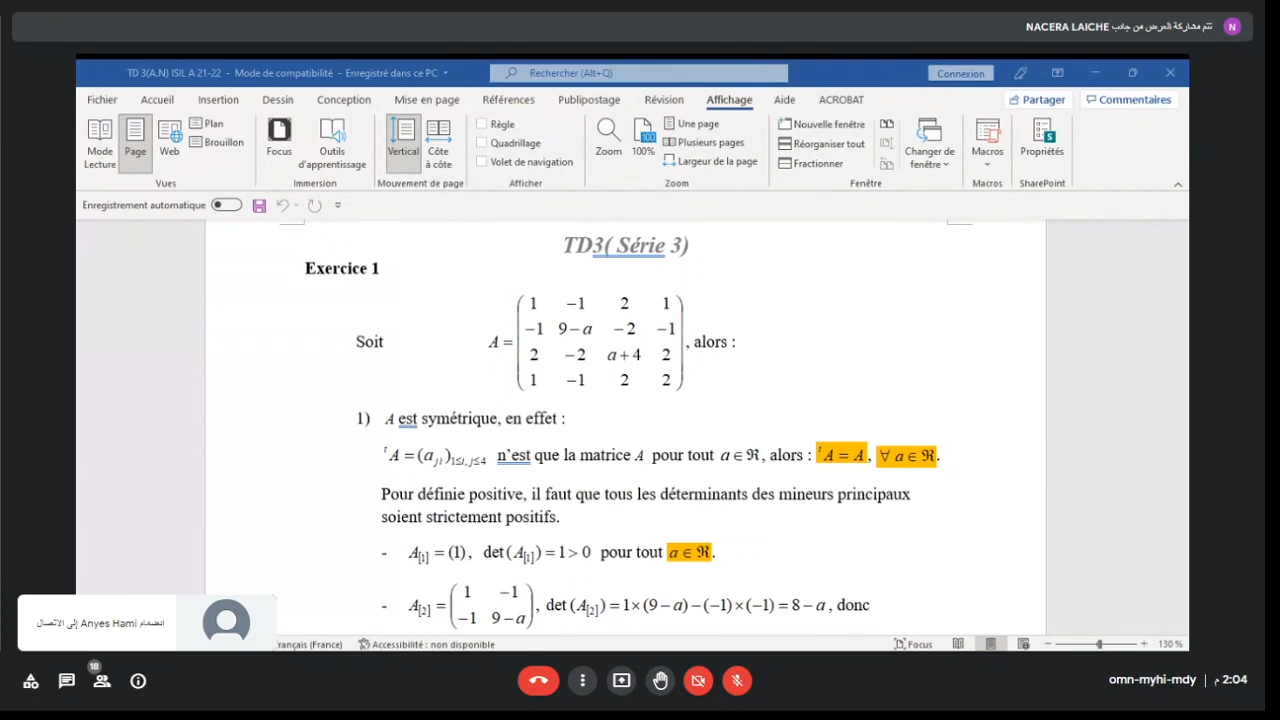 تتم مشاركة العرض من جانب NACERA LAICHE
N
TD 3(A.N) ISIL A 21-22 - Mode de compatibilité - Enregistré dans ce PC
Rechercher (Alt+Q)
Connexion
Fichier Accueil Insertion Dessin Conception Mise en page Références Publipostage Révision Affichage Aide ACROBAT
Partager Commentaires
Mode Lecture
Page
Web
Plan
Brouillon
Vues
Focus
Outils d'apprentissage
Immersion
Vertical
Côte à côte
Mouvement de page
Règle
Quadrillage
Volet de navigation
Afficher
Zoom
100
100%
Une page
Plusieurs pages
Largeur de la page
Zoom
Nouvelle fenêtre
Réorganiser tout
Fractionner
Changer de fenêtre
Fenêtre
Macros
Macros
Propriétés
SharePoint
Enregistrement automatique
TD3( Série 3)
Exercice 1
Soit A = ( 1 −1 2 1
−1 9−a −2 −1
2 −2 a+4 2
1 −1 2 2 ) , alors :
1) A est symétrique, en effet :
ᵗA = (a_ji)_1≤i,j≤4 n'est que la matrice A pour tout a ∈ ℜ, alors : ᵗA = A, ∀ a ∈ ℜ.
Pour définie positive, il faut que tous les déterminants des mineurs principaux
soient strictement positifs.
- A_[1] = (1), det(A_[1]) = 1 > 0 pour tout a ∈ ℜ.
- A_[2] = ( 1 −1
−1 9−a ), det(A_[2]) = 1×(9−a)−(−1)×(−1) = 8−a, donc
انضمام Anyes Hami إلى الاتصال
rançais (France) Accessibilité : non disponible
Focus
130 %
18
omn-myhi-mdy | 2:04 م